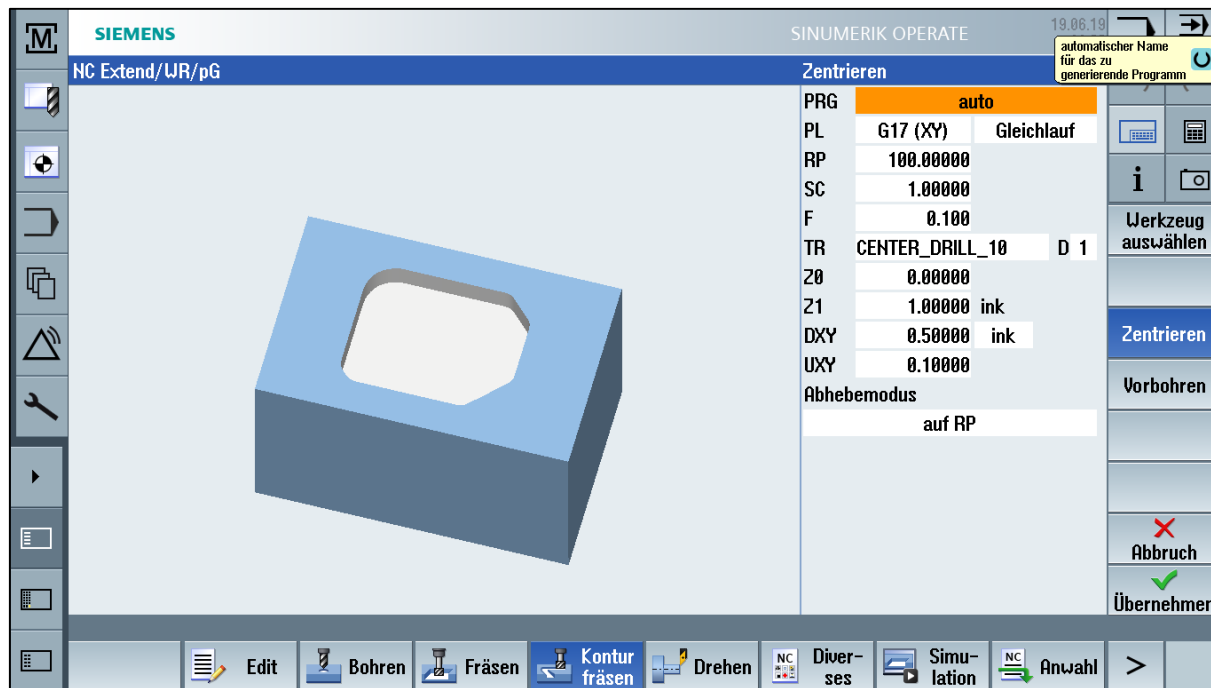 M
SIEMENS
SINUMERIK OPERATE
19.06.19
automatischer Name
für das zu
generierende Programm
NC Extend/WR/pG
Zentrieren
PRG auto
PL G17 (XY) Gleichlauf
RP 100.00000
SC 1.00000
F 0.100
TR CENTER_DRILL_10 D 1
Z0 0.00000
Z1 1.00000 ink
DXY 0.50000 ink
UXY 0.10000
Abhebemodus
auf RP
i
Werkzeug
auswählen
Zentrieren
Vorbohren
Abbruch
Übernehmen
Edit
Bohren
Fräsen
Kontur
fräsen
Drehen
NC
Diver-
ses
Simu-
lation
NC
Anwahl
>